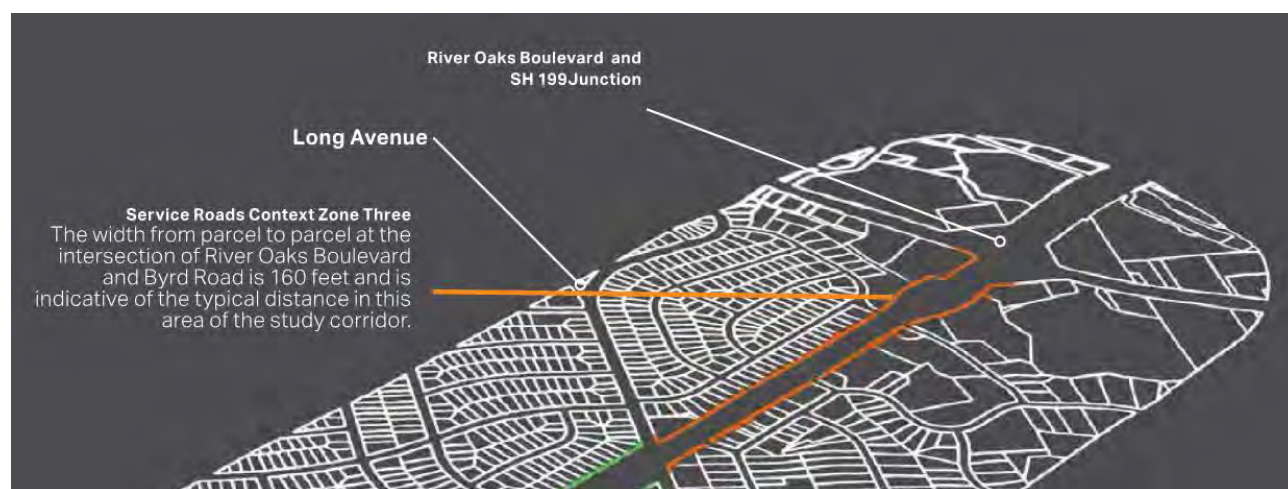 River Oaks Boulevard and
SH 199Junction
Long Avenue
Service Roads Context Zone Three
The width from parcel to parcel at the
intersection of River Oaks Boulevard
and Byrd Road is 160 feet and is
indicative of the typical distance in this
area of the study corridor.